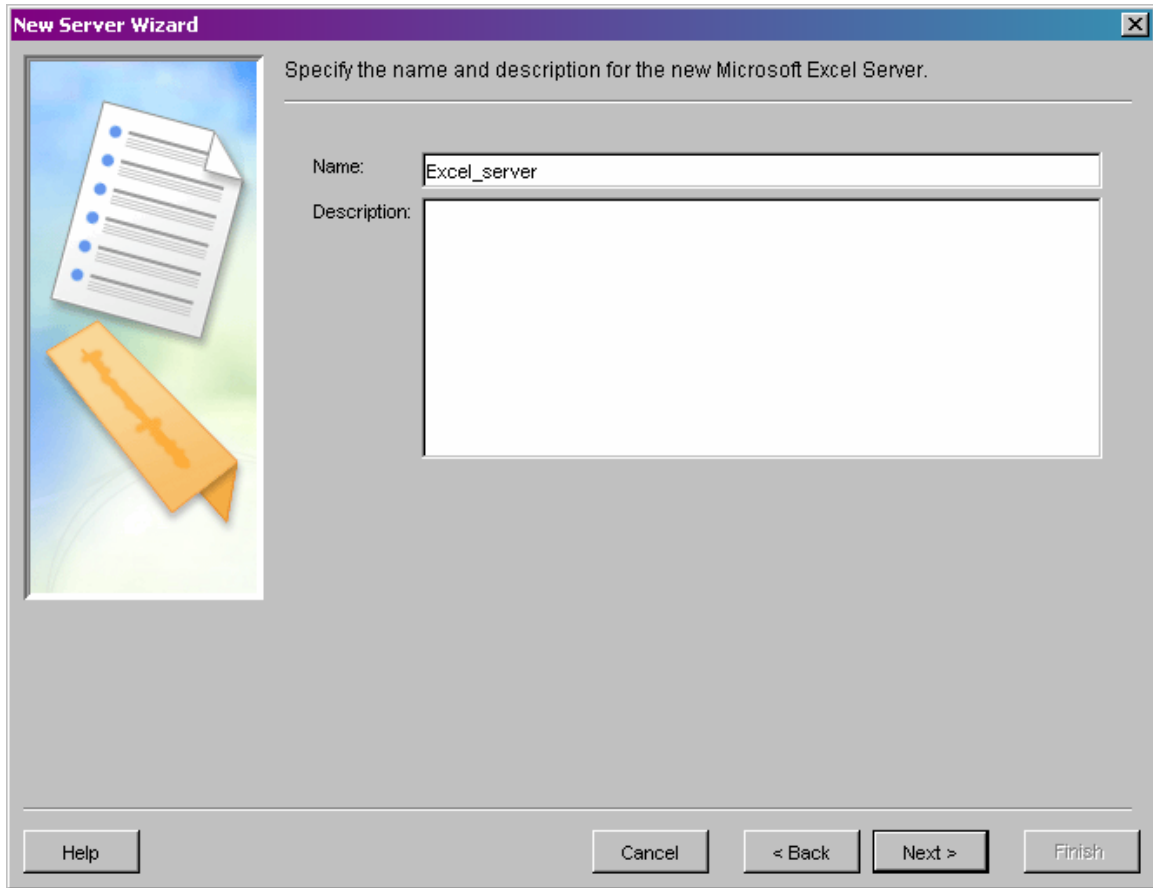 New Server Wizard
Specify the name and description for the new Microsoft Excel Server.
Name: Excel_server
Description:
Help Cancel < Back Next > Finish